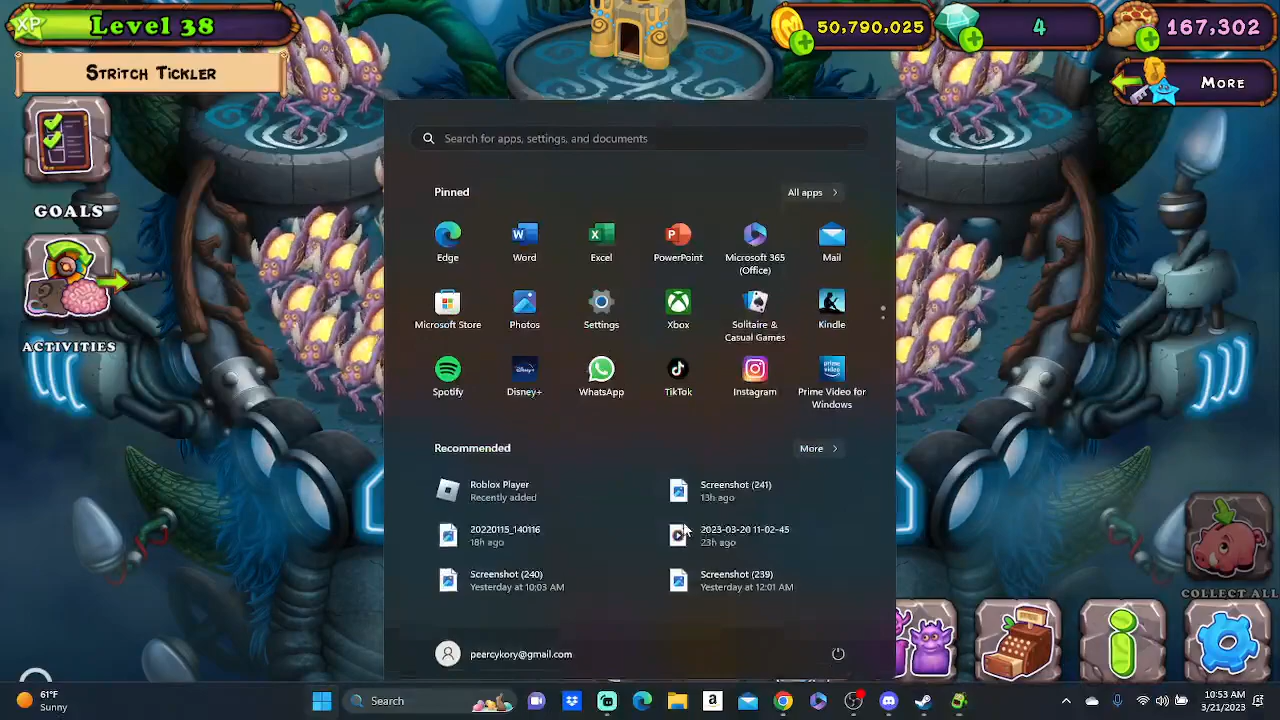 XP Level 38
50,790,025
4
167,302
Stritch Tickler
More
GOALS
ACTIVITIES
Search for apps, settings, and documents
Pinned
All apps
Edge
Word
Excel
PowerPoint
Microsoft 365
(Office)
Mail
Microsoft Store
Photos
Settings
Xbox
Solitaire &
Casual Games
Kindle
Spotify
Disney+
WhatsApp
TikTok
Instagram
Prime Video for
Windows
Recommended
More
Roblox Player
Recently added
Screenshot (241)
13h ago
20220115_140116
18h ago
2023-03-20 11-02-45
23h ago
Screenshot (240)
Yesterday at 10:03 AM
Screenshot (239)
Yesterday at 12:01 AM
COLLECT ALL
pearcykory@gmail.com
61°F
Sunny
Search
10:53 AM
3/21/2023